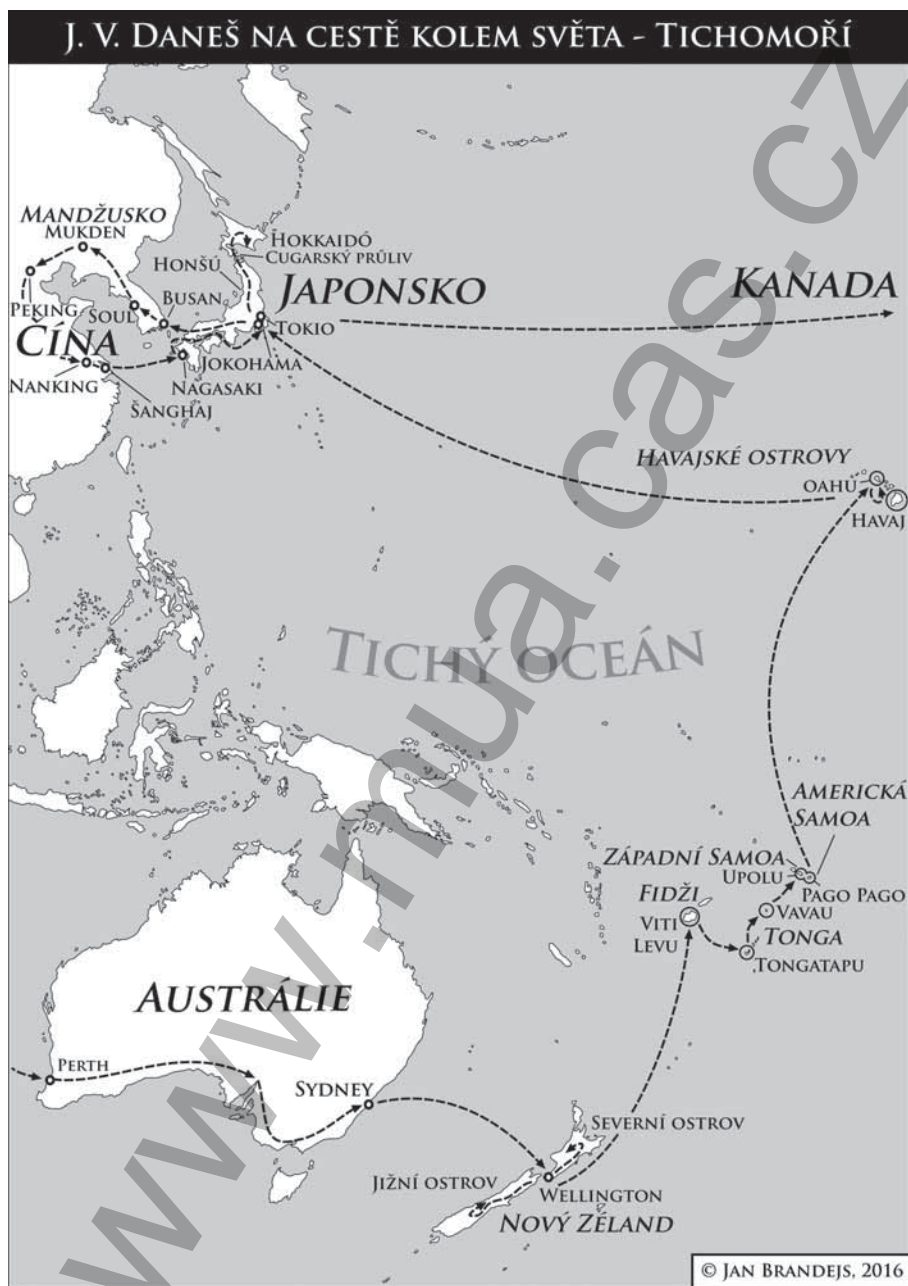 J. V. DANEŠ NA CESTĚ KOLEM SVĚTA - TICHOMOŘÍ
MANDŽUSKO
MUKDEN
HOKKAIDÓ
CUGARSKÝ PRŮLIV
HONŠÚ
JAPONSKO
KANADA
PEKING
SOUL
BUSAN
TOKIO
ČÍNA
JOKOHAMA
NANKING
NAGASAKI
ŠANGHAJ
HAVAJSKÉ OSTROVY
OAHU
HAVAJ
TICHÝ OCEÁN
AMERICKÁ
SAMOA
ZÁPADNÍ SAMOA
UPOLU
PAGO PAGO
FIDŽI
VAVAU
VITI
LEVU
TONGA
TONGATAPU
AUSTRÁLIE
PERTH
SYDNEY
SEVERNÍ OSTROV
JIŽNÍ OSTROV
WELLINGTON
NOVÝ ZÉLAND
© JAN BRANDEJS, 2016
www.mua.cas.cz